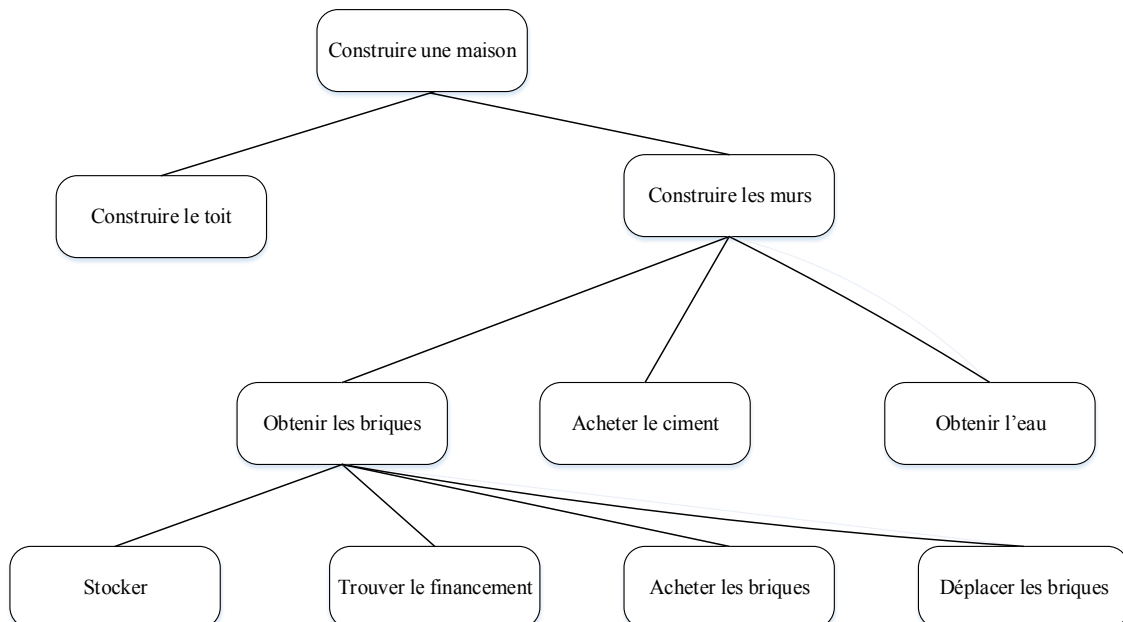 Construire une maison
Construire le toit
Construire les murs
Obtenir les briques
Acheter le ciment
Obtenir l’eau
Stocker
Trouver le financement
Acheter les briques
Déplacer les briques